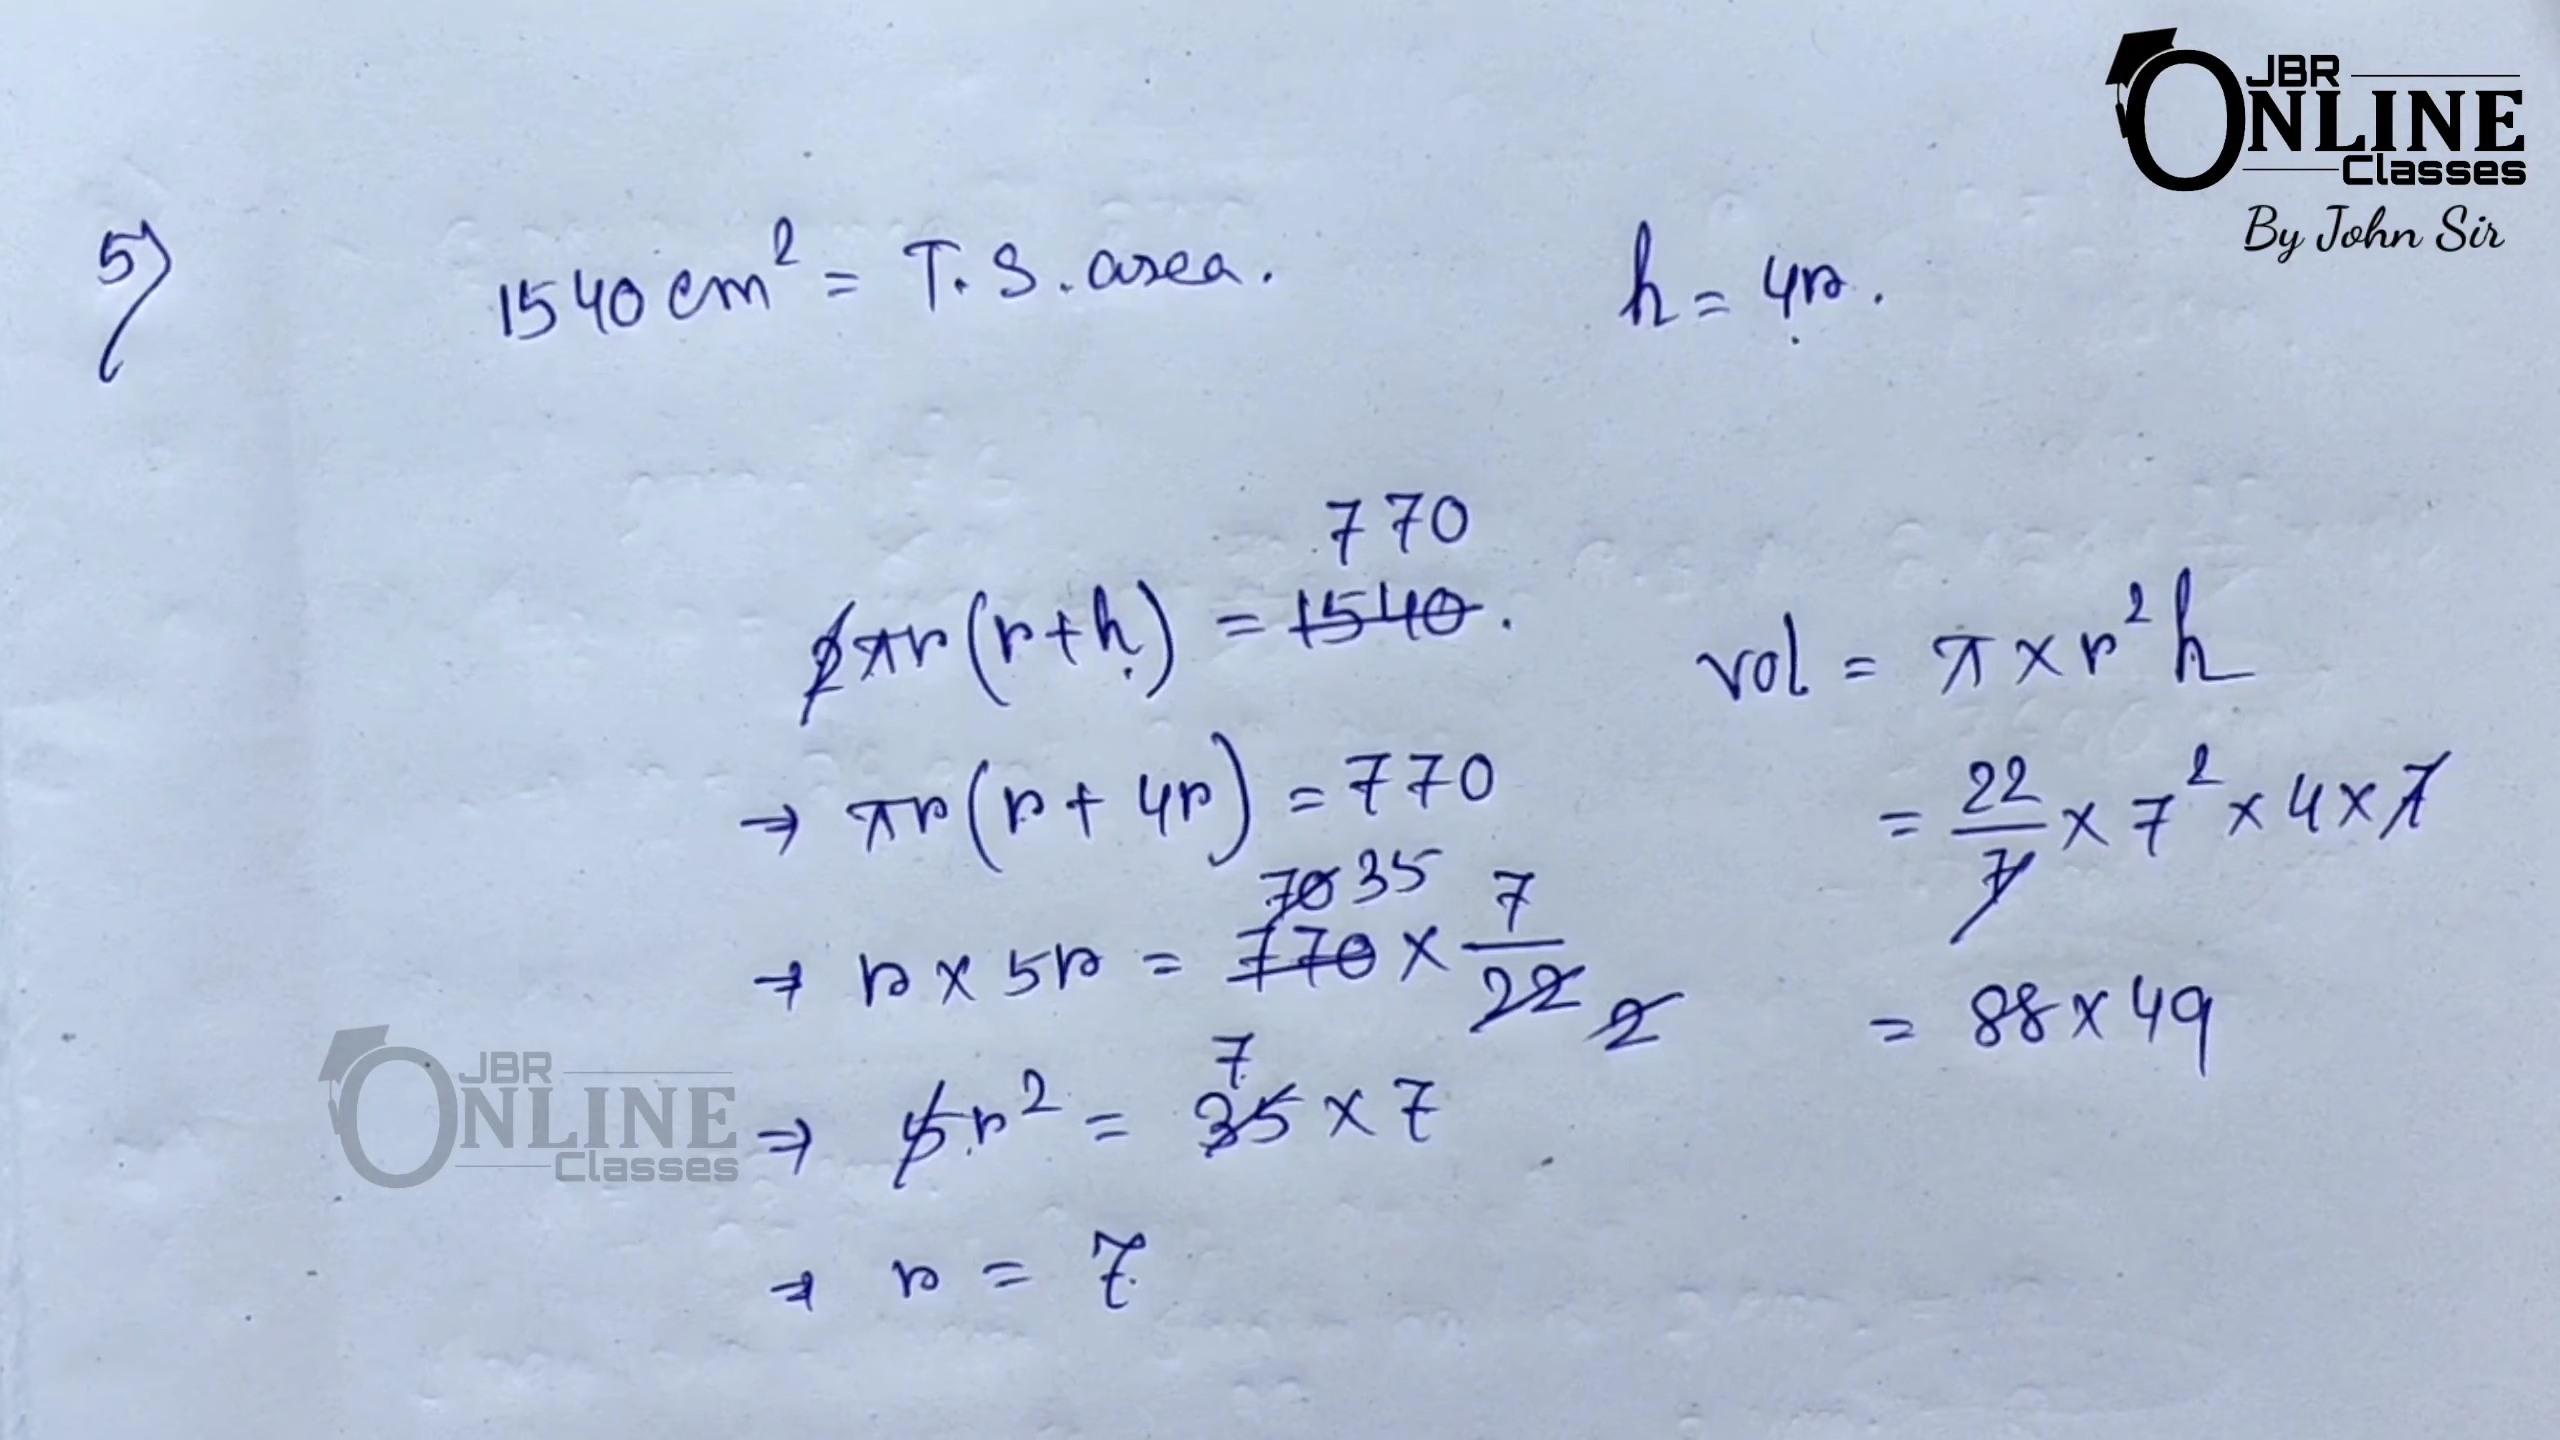 JBR
ONLINE
Classes
By John Sir
5) 1540 cm² = T. S. area. h = 4r.
770
2πr(r+h) = 1540.
→ πr(r + 4r) = 770
70 35
→ r × 5r = 770 × 7/22 2
7
→ 5r² = 35 × 7
→ r = 7
vol = π × r² h
= 22/7 × 7² × 4 × 7
= 88 × 49
JBR
ONLINE
Classes